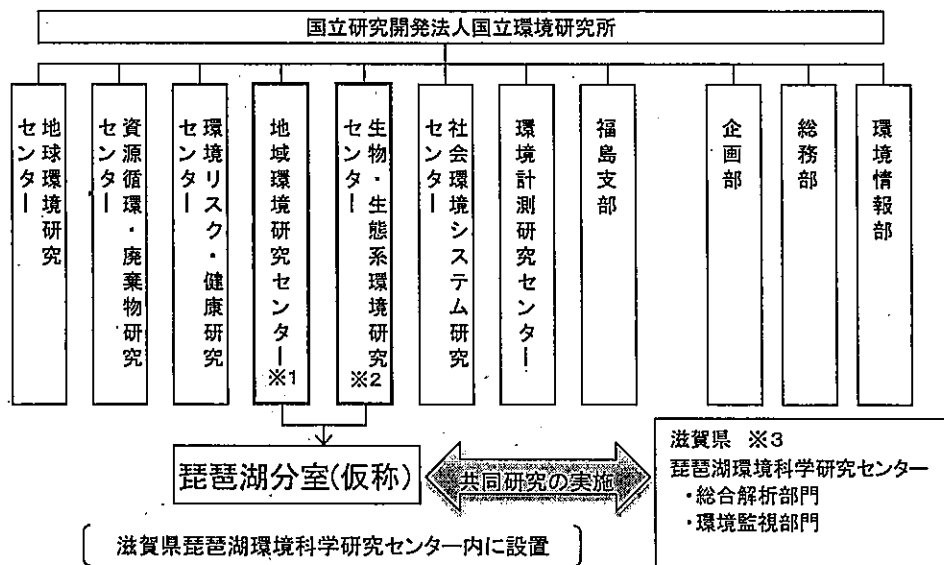 国立研究開発法人国立環境研究所
地球環境研究
センター
資源循環・廃棄物研究
センター
環境リスク・健康研究
センター
地域環境研究センター
※1
生物・生態系環境研究
センター
※2
社会環境システム研究
センター
環境計測研究センター
福島支部
企画部
総務部
環境情報部
琵琶湖分室(仮称)
共同研究の実施
滋賀県 ※3
琵琶湖環境科学研究センター
・総合解析部門
・環境監視部門
滋賀県琵琶湖環境科学研究センター内に設置